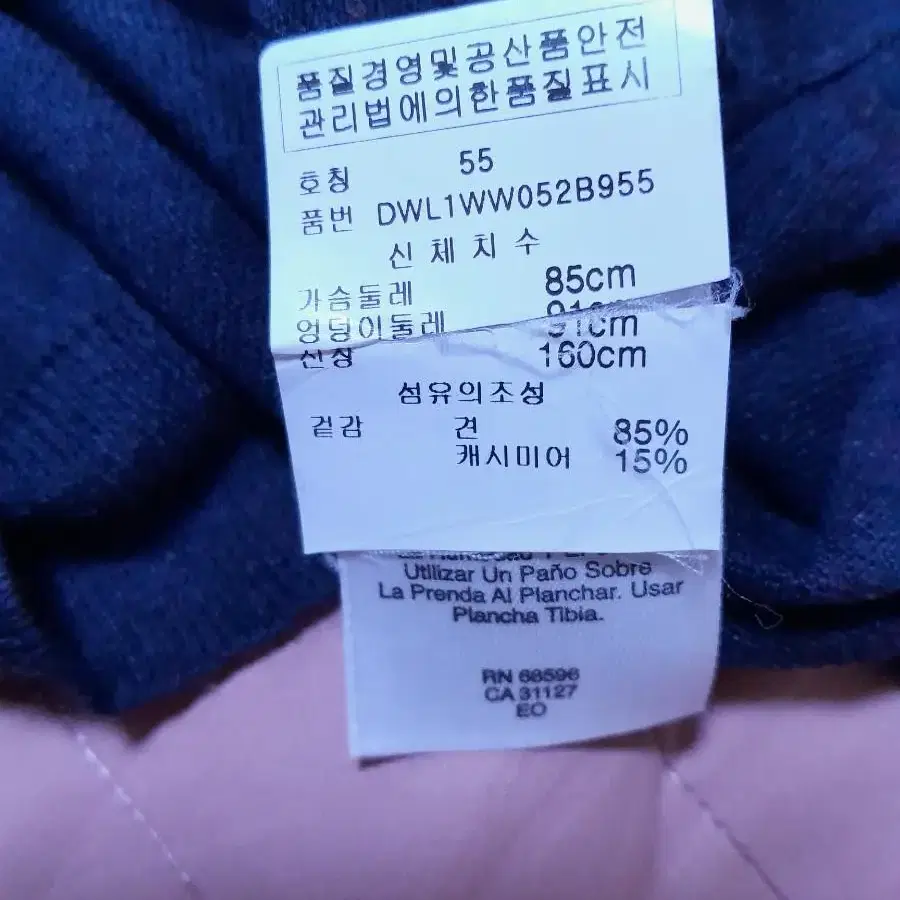 품질경영및공산품안전
관리법에의한품질표시
호칭 55
품번 DWL1WW052B955
신체치수
가슴둘레 85cm
엉덩이둘레 91cm
신장 160cm
섬유의조성
겉감 견 85%
캐시미어 15%
Utilizar Un Paño Sobre
La Prenda Al Planchar. Usar
Plancha Tibia.
RN 68596
CA 31127
EO